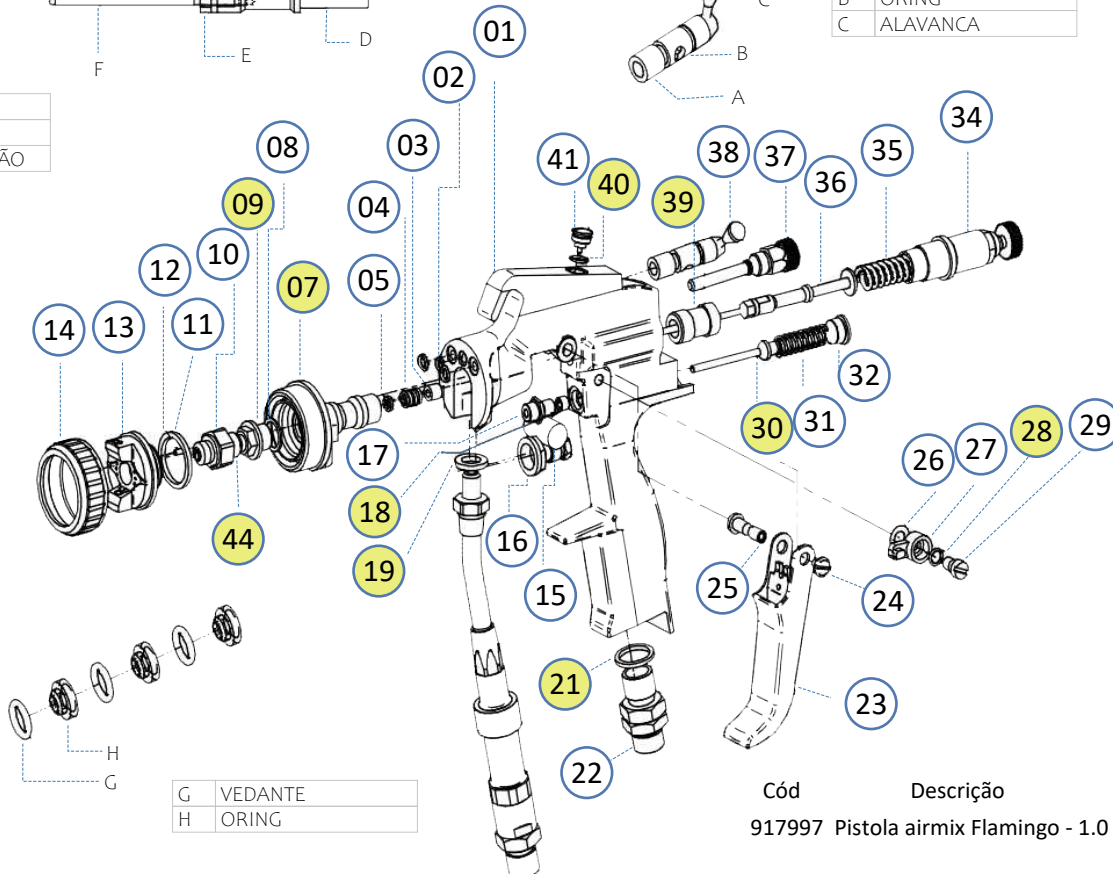 F
E
D
C
B
A
B ORING
C ALAVANCA
ÃO
01
02
03
04
05
07
08
09
10
11
12
13
14
41
40
39
38
37
36
35
34
32
31
30
29
28
27
26
25
24
23
22
21
19
18
17
16
15
44
H
G
G VEDANTE
H ORING
Cód Descrição
917997 Pistola airmix Flamingo - 1.0